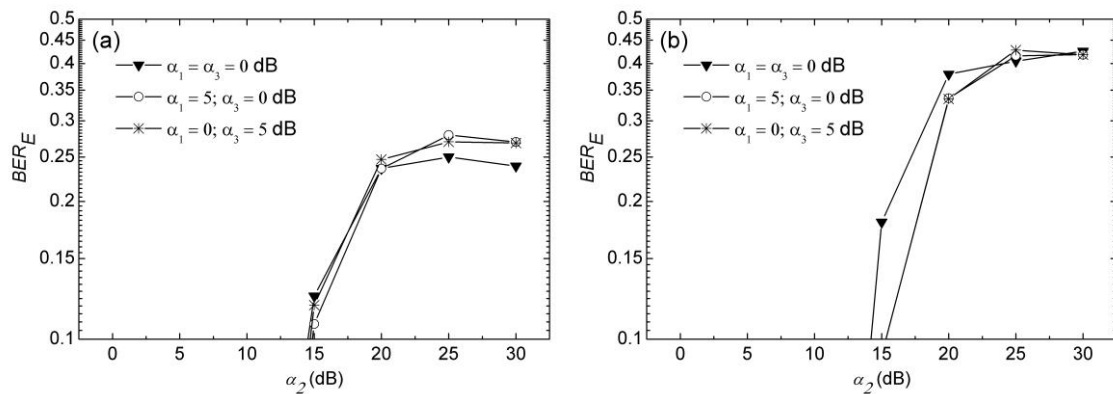 (a)
α₁ = α₃ = 0 dB
α₁ = 5; α₃ = 0 dB
α₁ = 0; α₃ = 5 dB
BER_E
0.5
0.45
0.4
0.35
0.3
0.25
0.2
0.15
0.1
0 5 10 15 20 25 30
α₂ (dB)
(b)
α₁ = α₃ = 0 dB
α₁ = 5; α₃ = 0 dB
α₁ = 0; α₃ = 5 dB
BER_E
0.5
0.45
0.4
0.35
0.3
0.25
0.2
0.15
0.1
0 5 10 15 20 25 30
α₂ (dB)